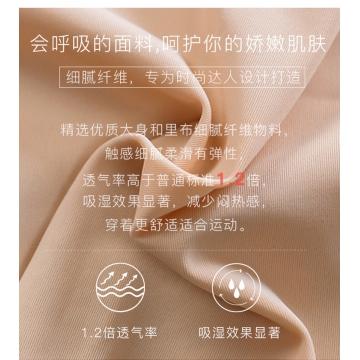 会呼吸的面料,呵护你的娇嫩肌肤
细腻纤维，专为时尚达人设计打造
精选优质大身和里布细腻纤维物料，
触感细腻柔滑有弹性，
透气率高于普通标准1.2倍，
吸湿效果显著，减少闷热感，
穿着更舒适适合运动。
1.2倍透气率
吸湿效果显著